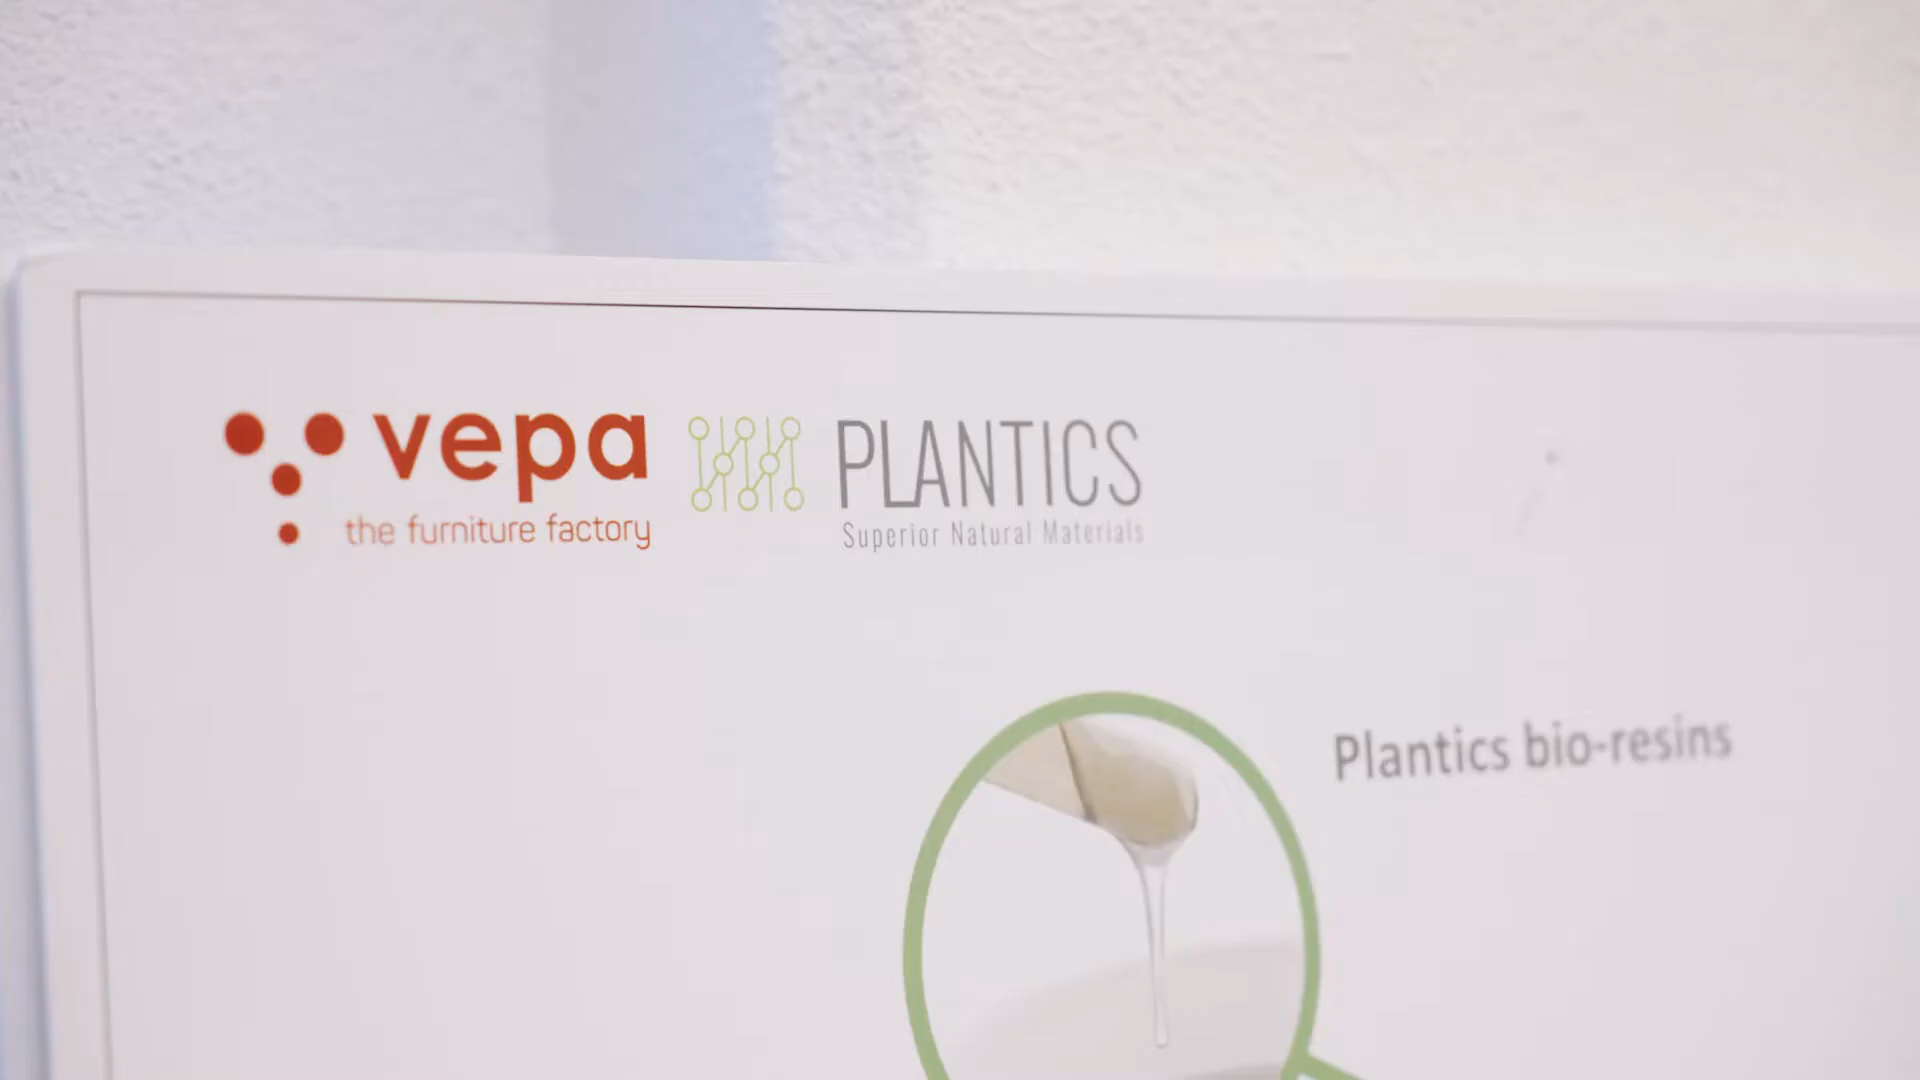 vepa
the furniture factory
PLANTICS
Superior Natural Materials
Plantics bio-resins